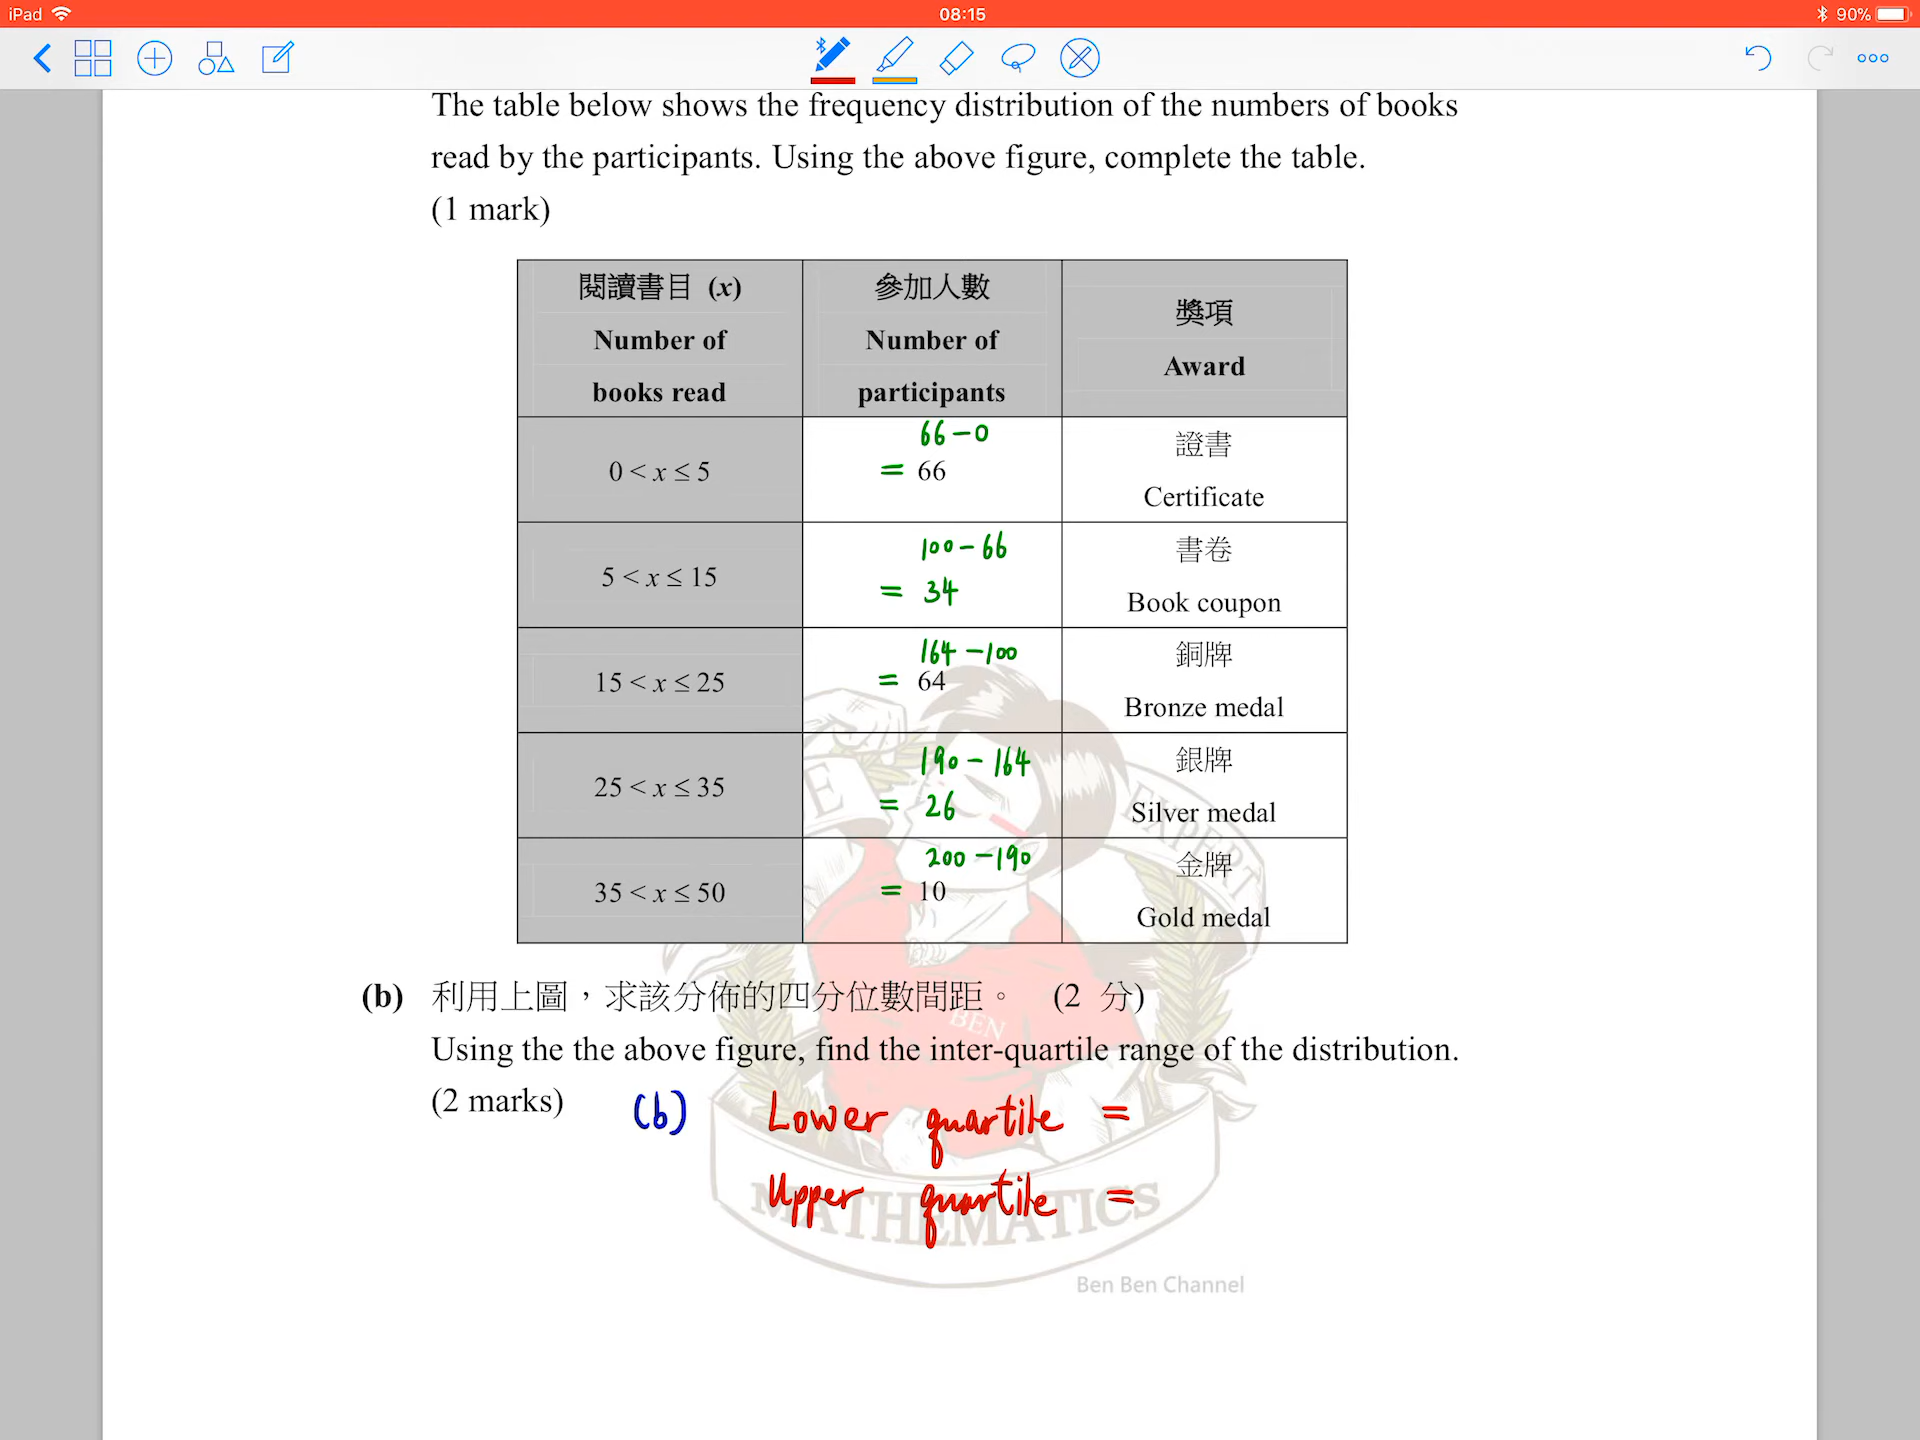 iPad
08:15
90%
The table below shows the frequency distribution of the numbers of books
read by the participants. Using the above figure, complete the table.
(1 mark)
閱讀書目 (x)
Number of
books read
參加人數
Number of
participants
獎項
Award
0 < x ≤ 5
66 – 0
= 66
證書
Certificate
5 < x ≤ 15
100 – 66
= 34
書卷
Book coupon
15 < x ≤ 25
164 – 100
= 64
銅牌
Bronze medal
25 < x ≤ 35
190 – 164
= 26
銀牌
Silver medal
35 < x ≤ 50
200 – 190
= 10
金牌
Gold medal
(b) 利用上圖，求該分佈的四分位數間距。 (2 分)
Using the the above figure, find the inter-quartile range of the distribution.
(2 marks)
(b) Lower quartile =
Upper quartile =
EXPERT
BEN
MATHEMATICS
Ben Ben Channel